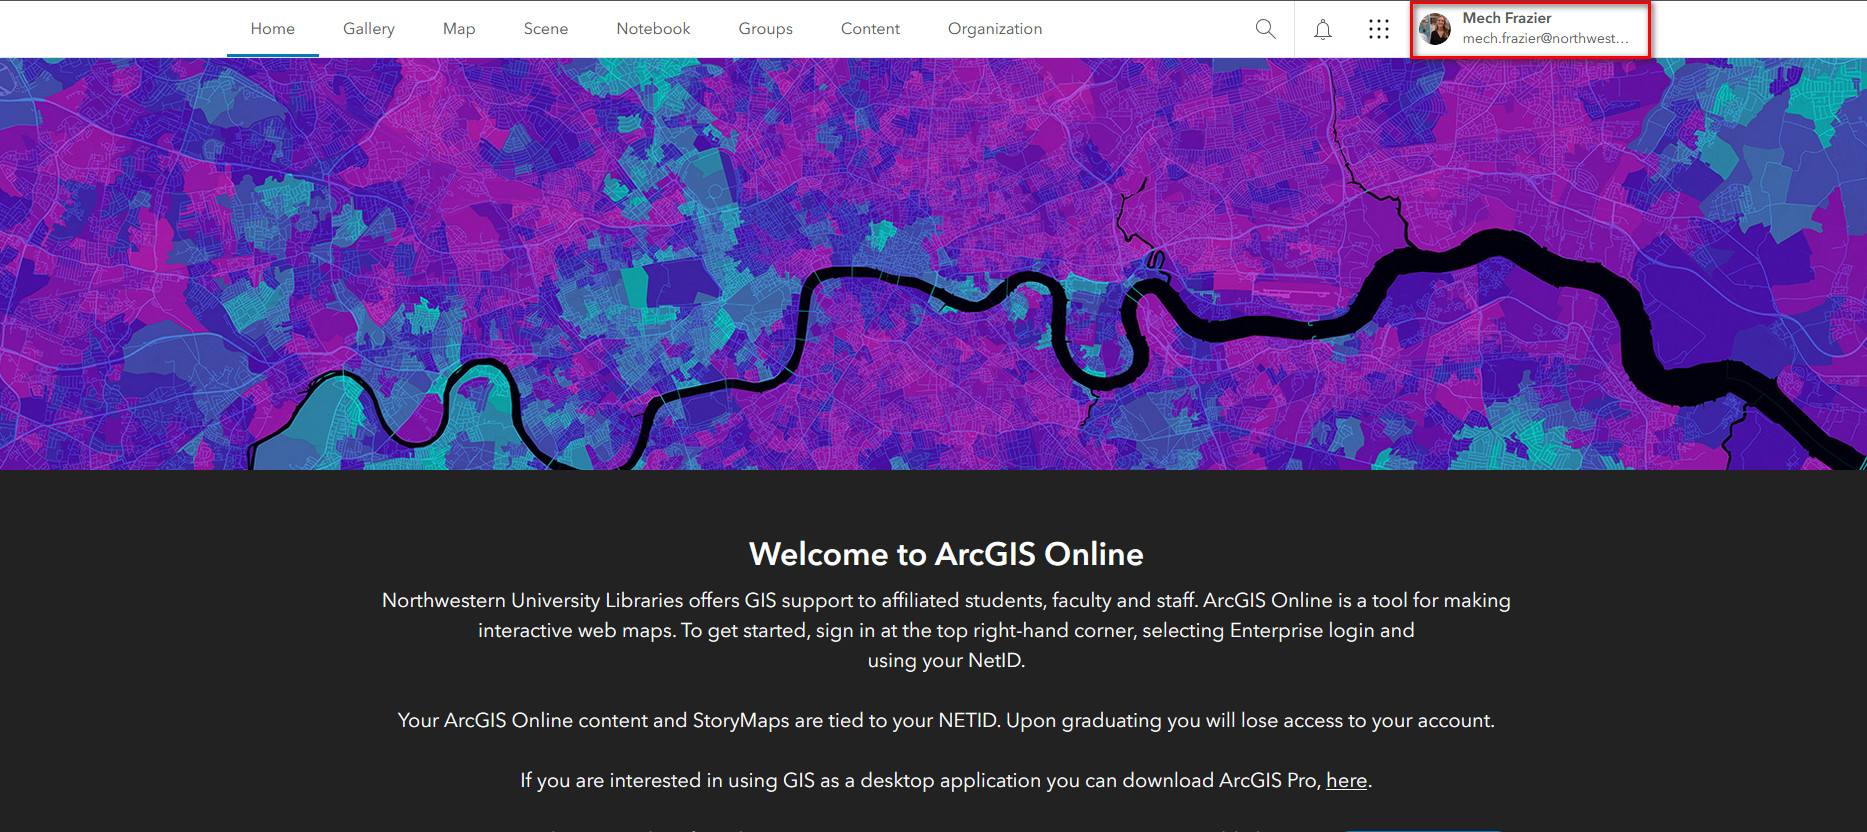 Home Gallery Map Scene Notebook Groups Content Organization
Mech Frazier
mech.frazier@northwest...
Welcome to ArcGIS Online
Northwestern University Libraries offers GIS support to affiliated students, faculty and staff. ArcGIS Online is a tool for making
interactive web maps. To get started, sign in at the top right-hand corner, selecting Enterprise login and
using your NetID.
Your ArcGIS Online content and StoryMaps are tied to your NETID. Upon graduating you will lose access to your account.
If you are interested in using GIS as a desktop application you can download ArcGIS Pro, here.